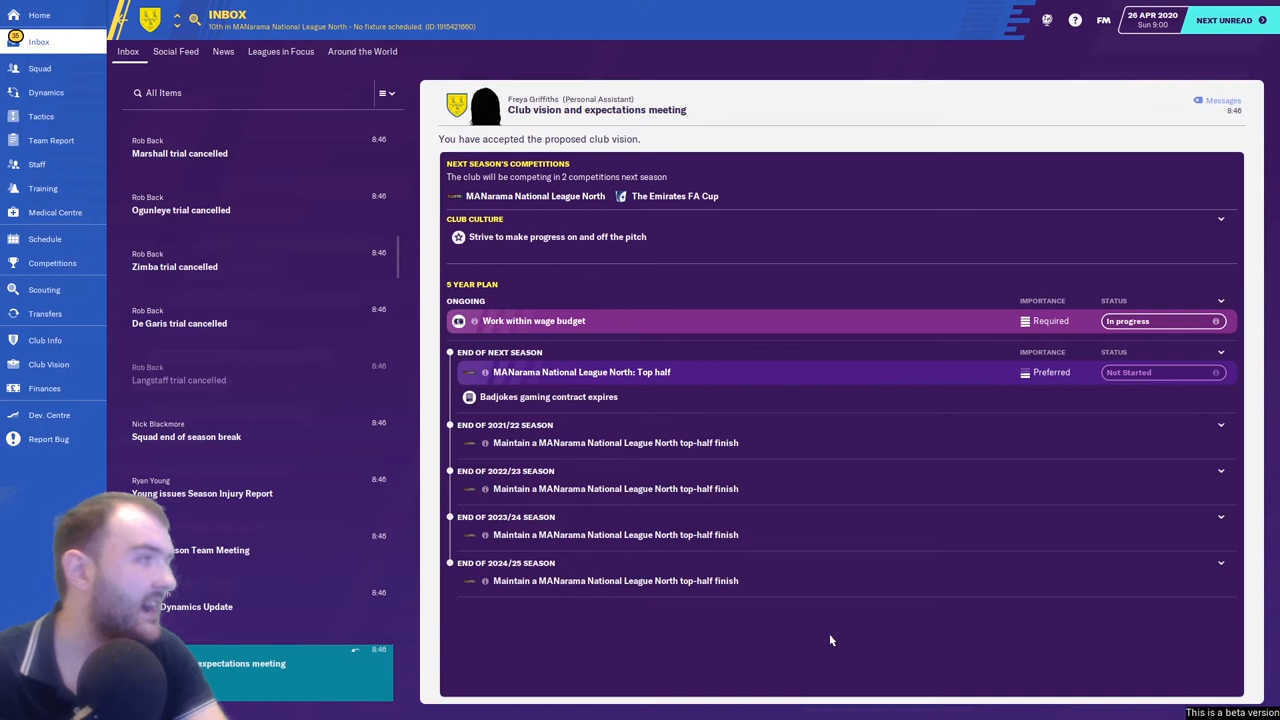 Home
35
Inbox
Squad
Dynamics
Tactics
Team Report
Staff
Training
Medical Centre
Schedule
Competitions
Scouting
Transfers
Club Info
Club Vision
Finances
Dev. Centre
Report Bug
INBOX
10th in MANarama National League North - No fixture scheduled. (ID:1915421660)
FM
26 APR 2020
Sun 9:00
NEXT UNREAD
Inbox
Social Feed
News
Leagues in Focus
Around the World
All Items
Rob Back
8:46
Marshall trial cancelled
Rob Back
8:46
Ogunleye trial cancelled
Rob Back
8:46
Zimba trial cancelled
Rob Back
8:46
De Garis trial cancelled
Rob Back
8:46
Langstaff trial cancelled
Nick Blackmore
8:46
Squad end of season break
Ryan Young
8:46
Young issues Season Injury Report
8:46
Team Meeting
8:46
Dynamics Update
8:46
expectations meeting
Freya Griffiths (Personal Assistant)
Club vision and expectations meeting
Messages
8:46
You have accepted the proposed club vision.
NEXT SEASON'S COMPETITIONS
The club will be competing in 2 competitions next season
MANarama National League North
The Emirates FA Cup
CLUB CULTURE
Strive to make progress on and off the pitch
5 YEAR PLAN
ONGOING
IMPORTANCE
STATUS
Work within wage budget
Required
In progress
END OF NEXT SEASON
IMPORTANCE
STATUS
MANarama National League North: Top half
Preferred
Not Started
Badjokes gaming contract expires
END OF 2021/22 SEASON
Maintain a MANarama National League North top-half finish
END OF 2022/23 SEASON
Maintain a MANarama National League North top-half finish
END OF 2023/24 SEASON
Maintain a MANarama National League North top-half finish
END OF 2024/25 SEASON
Maintain a MANarama National League North top-half finish
This is a beta version